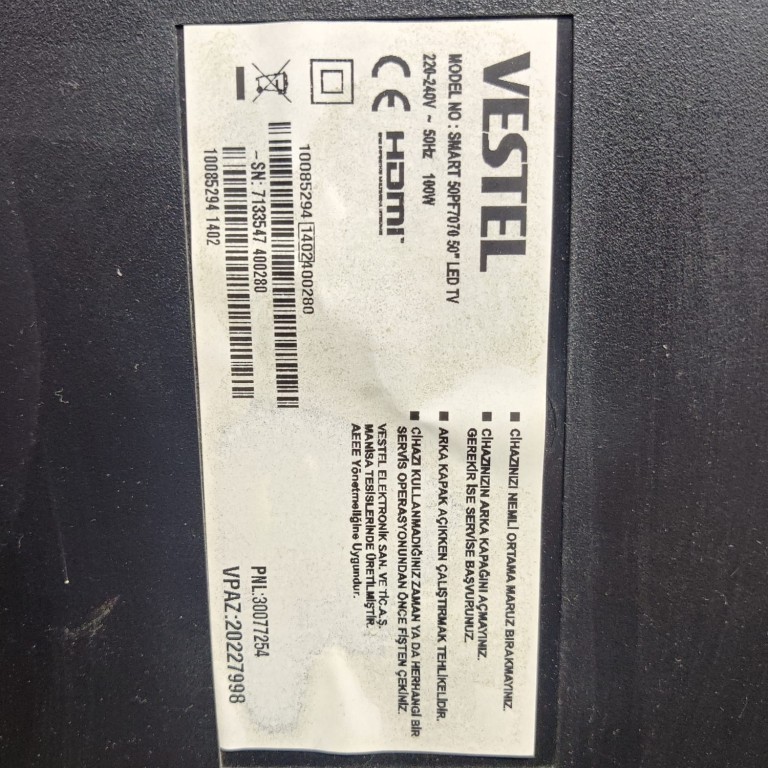 VESTEL
MODEL NO : SMART 50PF7070 50" LED TV
220-240V ~ 50Hz 100W
CE HDMI
10085294 1402400280
-SN: 7133547 400280
10085294 1402
■ CİHAZINIZI NEMLİ ORTAMA MARUZ BIRAKMAYINIZ.
■ CİHAZINIZIN ARKA KAPAĞINI AÇMAYINIZ.
GEREKİR İSE SERVİSE BAŞVURUNUZ.
■ ARKA KAPAK AÇIKKEN ÇALIŞTIRMAK TEHLİKELİDİR.
■ CİHAZI KULLANMADIĞINIZ ZAMAN YA DA HERHANGİ BİR
SERVİS OPERASYONUNDAN ÖNCE FİŞTEN ÇEKİNİZ.
VESTEL ELEKTRONİK SAN. VE TİC.A.Ş.
MANİSA TESİSLERİNDE ÜRETİLMİŞTİR.
AEEE Yönetmeliğine Uygundur.
PNL:30077254
VPAZ:20227998